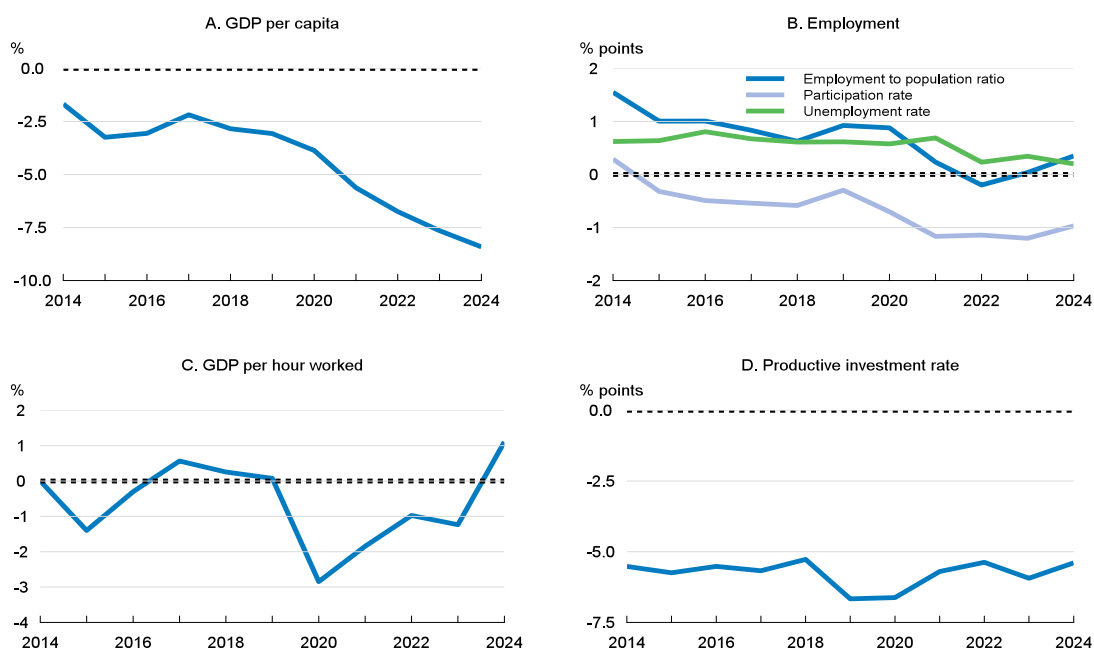 A. GDP per capita
%
0.0
-2.5
-5.0
-7.5
-10.0
2014 2016 2018 2020 2022 2024
B. Employment
% points
2
1
0
-1
-2
Employment to population ratio
Participation rate
Unemployment rate
2014 2016 2018 2020 2022 2024
C. GDP per hour worked
%
2
1
0
-1
-2
-3
-4
2014 2016 2018 2020 2022 2024
D. Productive investment rate
% points
0.0
-2.5
-5.0
-7.5
2014 2016 2018 2020 2022 2024